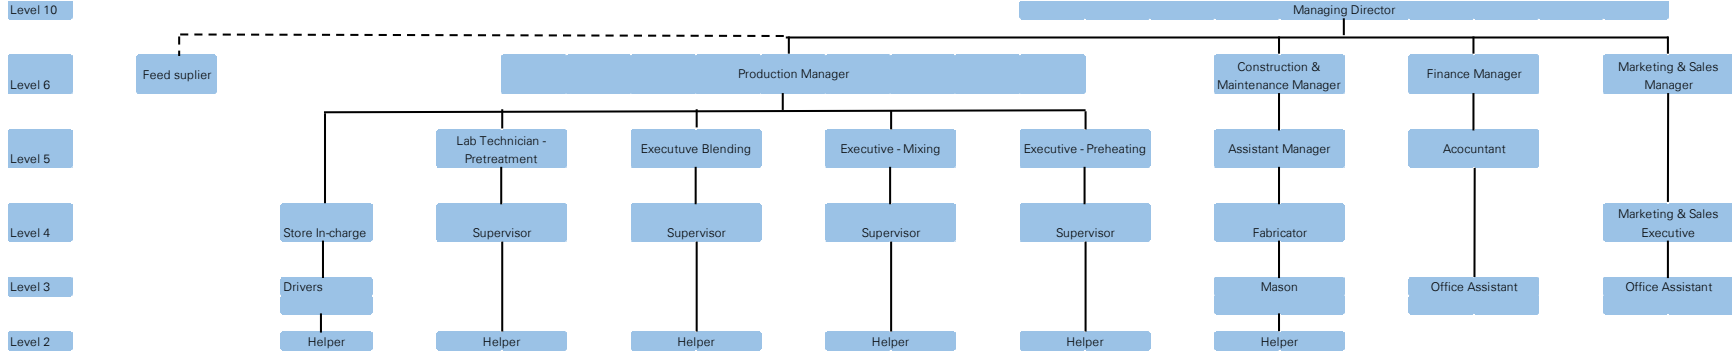 Level 10
Managing Director
Level 6
Feed suplier
Production Manager
Construction &
Maintenance Manager
Finance Manager
Marketing & Sales
Manager
Level 5
Lab Technician -
Pretreatment
Executuve Blending
Executive - Mixing
Executive - Preheating
Assistant Manager
Acocuntant
Level 4
Store In-charge
Supervisor
Supervisor
Supervisor
Supervisor
Fabricator
Marketing & Sales
Executive
Level 3
Drivers
Mason
Office Assistant
Office Assistant
Level 2
Helper
Helper
Helper
Helper
Helper
Helper